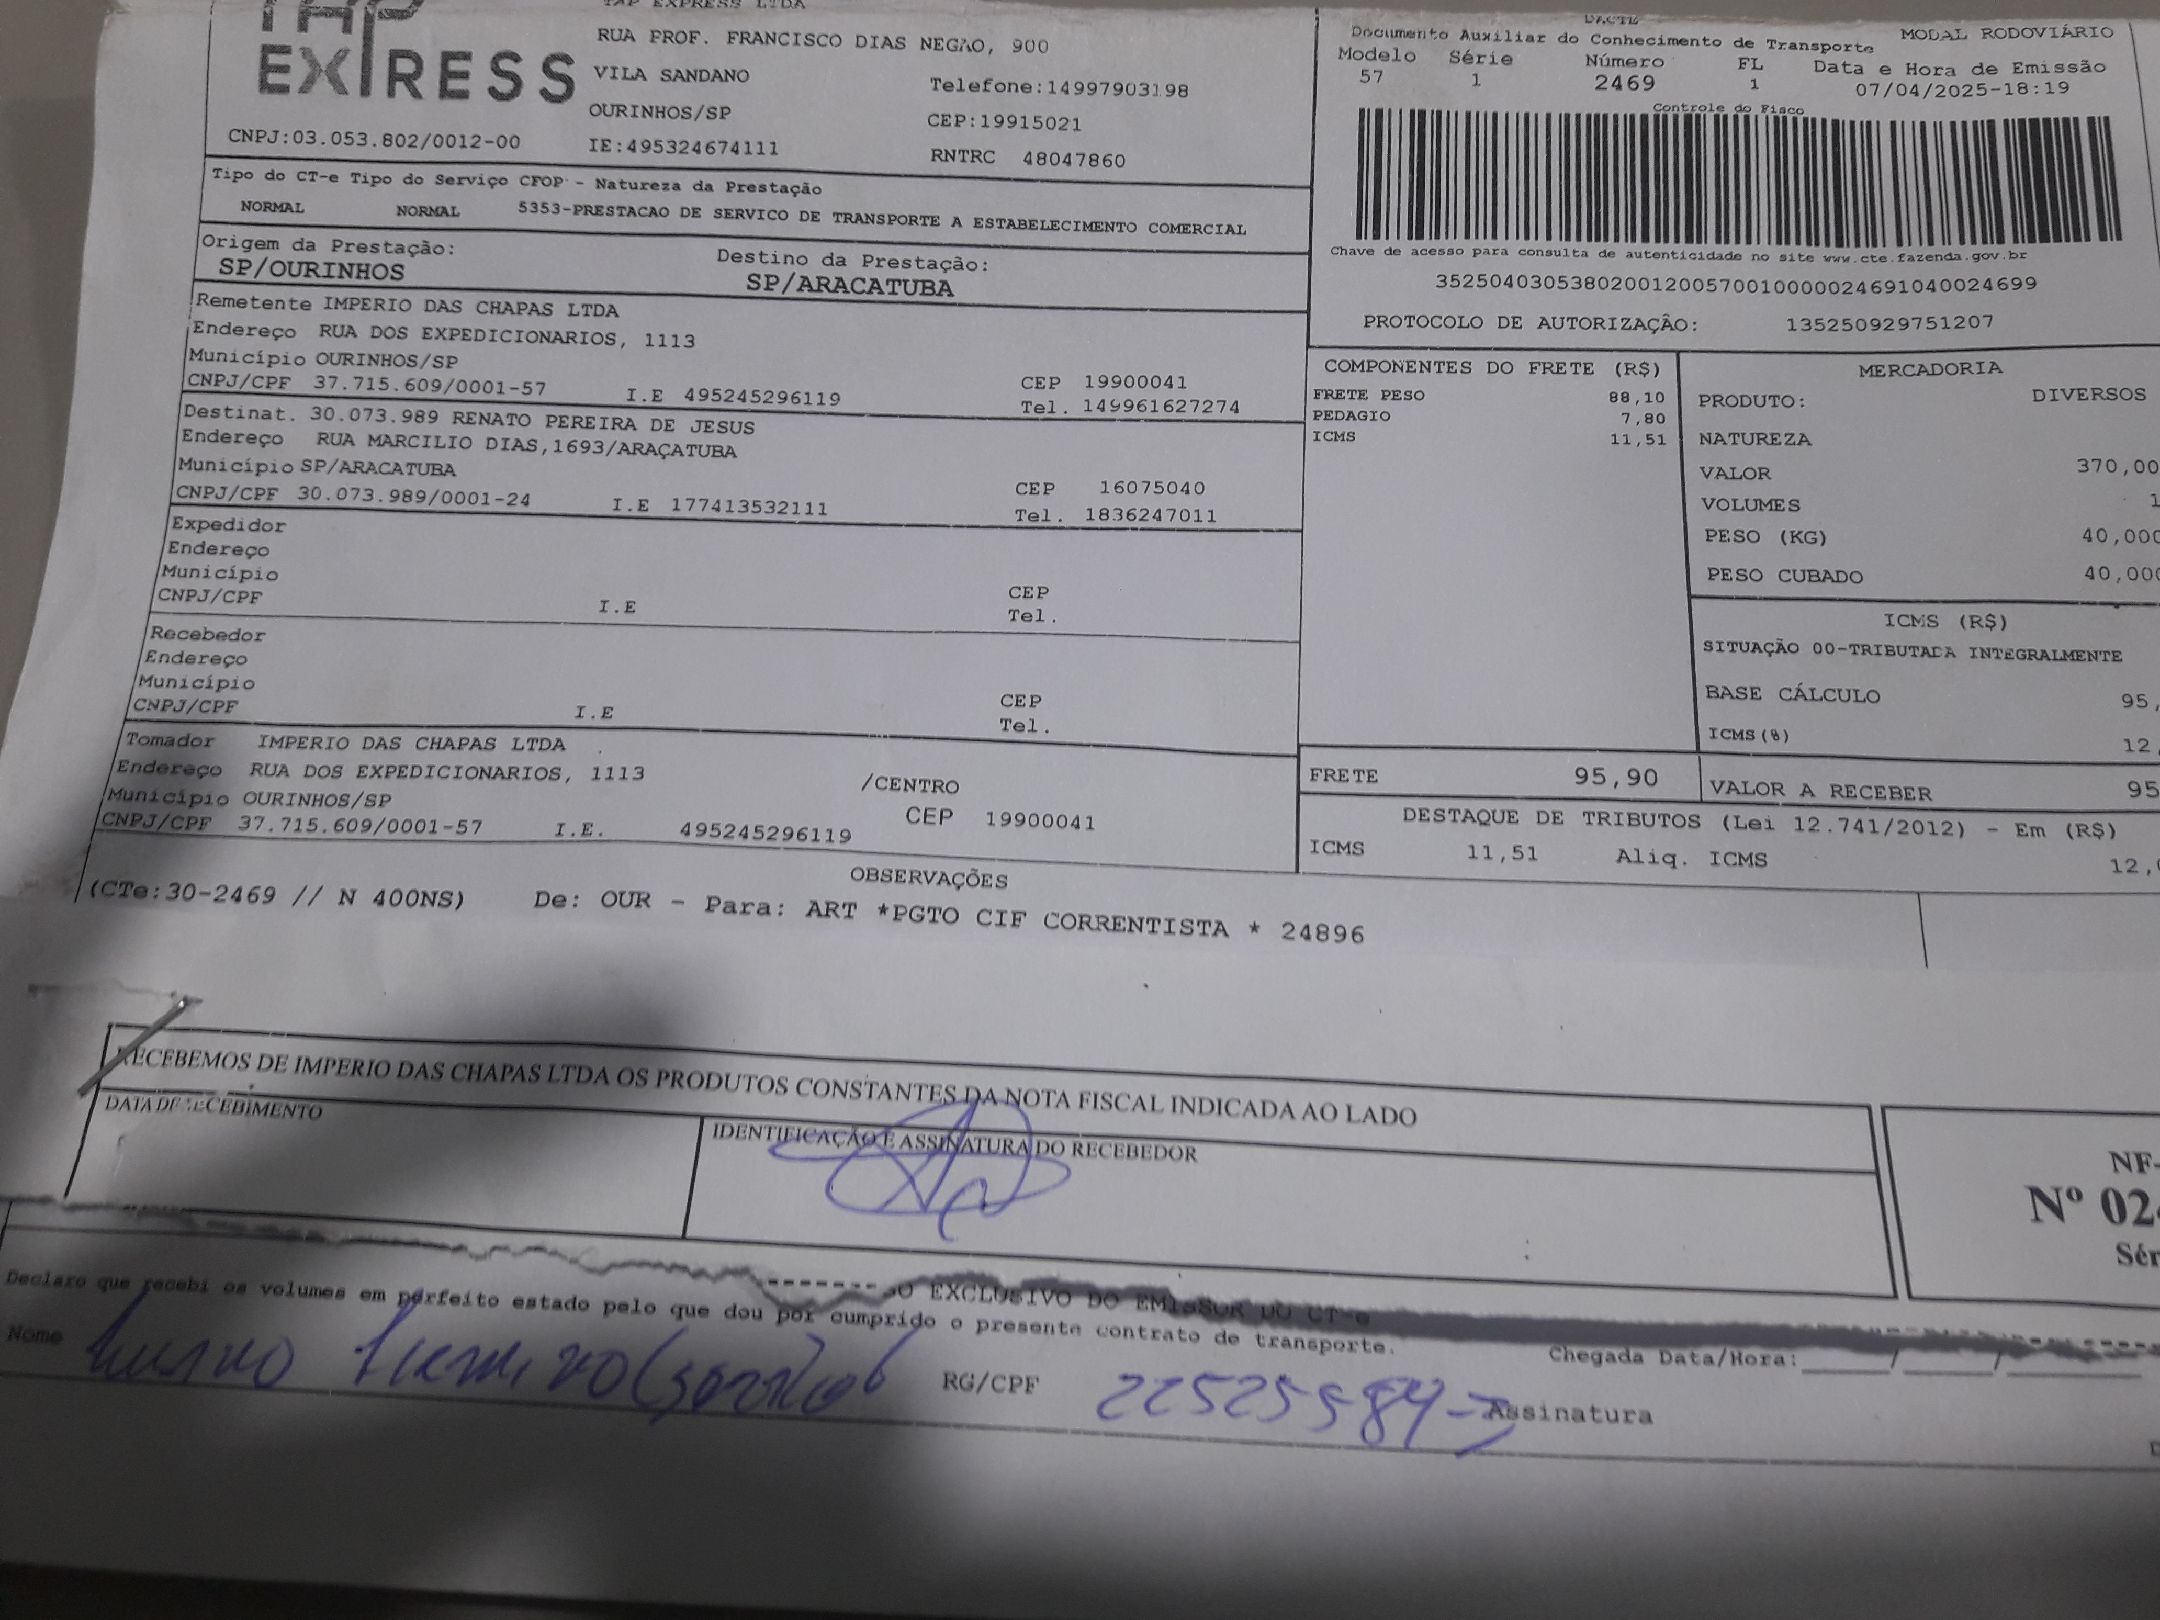 TAP EXPRESS
TAP EXPRESS LTDA
RUA PROF. FRANCISCO DIAS NEGAO, 900
VILA SANDANO
Telefone:14997903198
OURINHOS/SP
CEP:19915021
CNPJ:03.053.802/0012-00
IE:495324674111
RNTRC 48047860
DACTE
Documento Auxiliar do Conhecimento de Transporte
MODAL RODOVIÁRIO
Modelo Série Número FL Data e Hora de Emissão
57 1 2469 1 07/04/2025-18:19
Controle do Fisco
Chave de acesso para consulta de autenticidade no site www.cte.fazenda.gov.br
35250403053802001200570010000024691040024699
PROTOCOLO DE AUTORIZAÇÃO: 135250929751207
Tipo do CT-e Tipo do Serviço CFOP - Natureza da Prestação
NORMAL NORMAL 5353-PRESTACAO DE SERVICO DE TRANSPORTE A ESTABELECIMENTO COMERCIAL
Origem da Prestação: Destino da Prestação:
SP/OURINHOS SP/ARACATUBA
Remetente IMPERIO DAS CHAPAS LTDA
Endereço RUA DOS EXPEDICIONARIOS, 1113
Município OURINHOS/SP
CEP 19900041
CNPJ/CPF 37.715.609/0001-57 I.E 495245296119 Tel. 149961627274
Destinat. 30.073.989 RENATO PEREIRA DE JESUS
Endereço RUA MARCILIO DIAS,1693/ARAÇATUBA
Município SP/ARACATUBA
CEP 16075040
CNPJ/CPF 30.073.989/0001-24 I.E 177413532111 Tel. 1836247011
Expedidor
Endereço
Município
CEP
CNPJ/CPF I.E Tel.
Recebedor
Endereço
Município
CEP
CNPJ/CPF I.E Tel.
Tomador IMPERIO DAS CHAPAS LTDA
Endereço RUA DOS EXPEDICIONARIOS, 1113 /CENTRO
Município OURINHOS/SP
CNPJ/CPF 37.715.609/0001-57 I.E. 495245296119 CEP 19900041
COMPONENTES DO FRETE (R$)
FRETE PESO 88,10
PEDAGIO 7,80
ICMS 11,51
MERCADORIA
PRODUTO: DIVERSOS
NATUREZA
VALOR 370,00
VOLUMES 1
PESO (KG) 40,000
PESO CUBADO 40,000
ICMS (R$)
SITUAÇÃO 00-TRIBUTADA INTEGRALMENTE
BASE CÁLCULO 95,
ICMS(%) 12,
FRETE 95,90
VALOR A RECEBER 95
DESTAQUE DE TRIBUTOS (Lei 12.741/2012) - Em (R$)
ICMS 11,51 Aliq. ICMS 12,
OBSERVAÇÕES
(CTe:30-2469 // N 400NS) De: OUR - Para: ART *PGTO CIF CORRENTISTA * 24896
RECEBEMOS DE IMPERIO DAS CHAPAS LTDA OS PRODUTOS CONSTANTES DA NOTA FISCAL INDICADA AO LADO
DATA DE RECEBIMENTO
IDENTIFICAÇÃO E ASSINATURA DO RECEBEDOR
NF-
Nº 02
Sér
EXCLUSIVO DO EMISSOR DO CT-e
Declaro que recebi os volumes em perfeito estado pelo que dou por cumprido o presente contrato de transporte.
Chegada Data/Hora:____/____/____
Nome
RG/CPF 22525584-
Assinatura